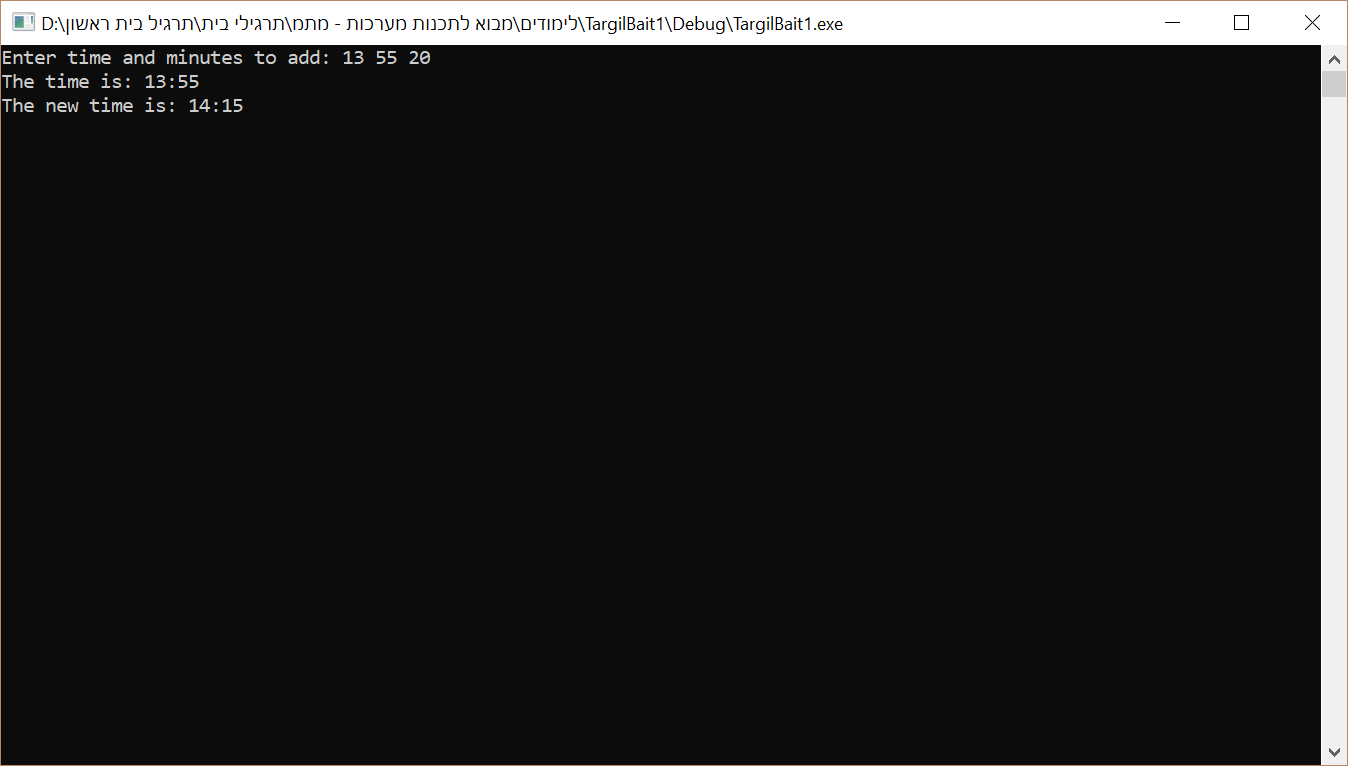 D:\לימודים\מבוא לתכנות מערכות - מתמ\תרגילי בית\תרגיל בית ראשון\TargilBait1\Debug\TargilBait1.exe
Enter time and minutes to add: 13 55 20
The time is: 13:55
The new time is: 14:15